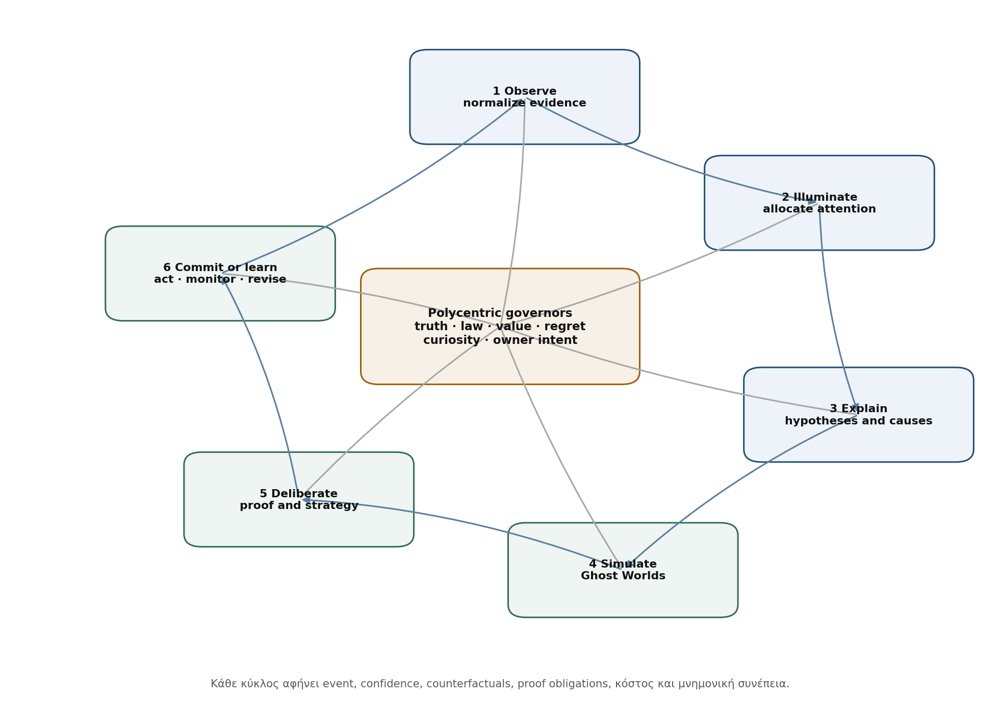 1 Observe
normalize evidence
2 Illuminate
allocate attention
6 Commit or learn
act · monitor · revise
Polycentric governors
truth · law · value · regret
curiosity · owner intent
3 Explain
hypotheses and causes
5 Deliberate
proof and strategy
4 Simulate
Ghost Worlds
Κάθε κύκλος αφήνει event, confidence, counterfactuals, proof obligations, κόστος και μνημονική συνέπεια.